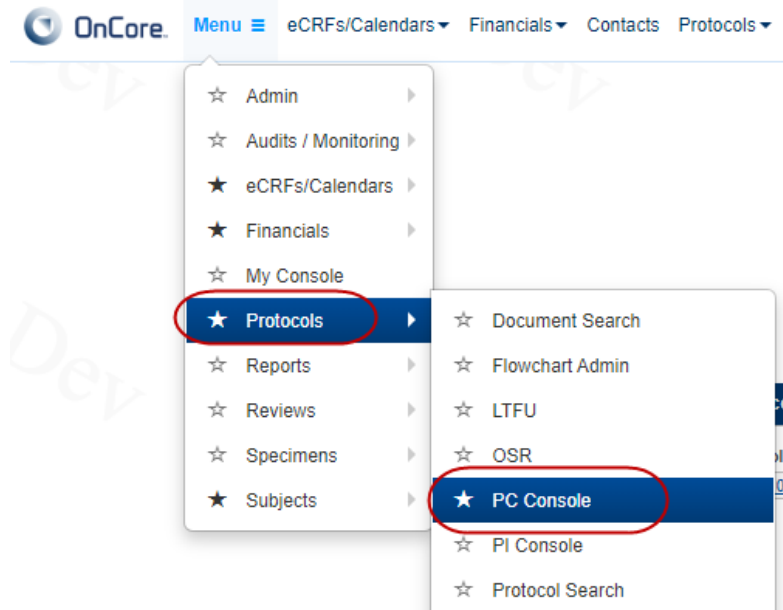 OnCore. Menu eCRFs/Calendars Financials Contacts Protocols
Admin
Audits / Monitoring
eCRFs/Calendars
Financials
My Console
Protocols
Reports
Reviews
Specimens
Subjects
Document Search
Flowchart Admin
LTFU
OSR
PC Console
PI Console
Protocol Search
Dev
Dev
Dev